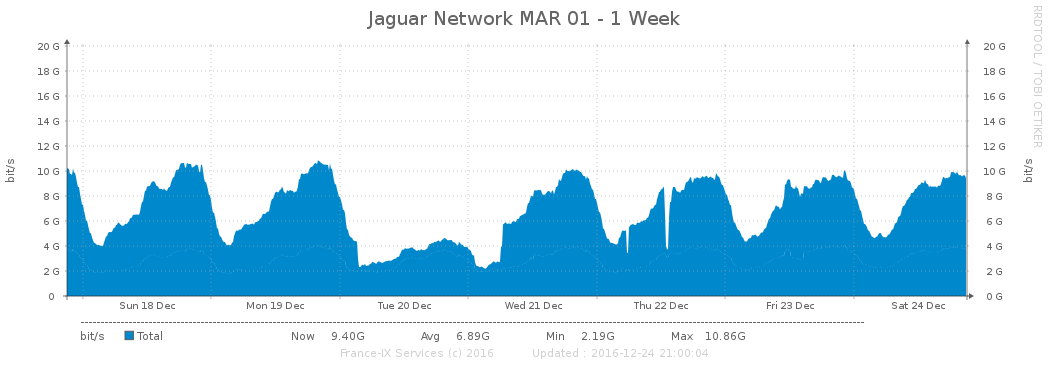 Jaguar Network MAR 01 - 1 Week
RRDTOOL / TOBI OETIKER
bit/s
bit/s
20 G 20 G
18 G 18 G
16 G 16 G
14 G 14 G
12 G 12 G
10 G 10 G
8 G 8 G
6 G 6 G
4 G 4 G
2 G 2 G
0 0 G
Sun 18 Dec Mon 19 Dec Tue 20 Dec Wed 21 Dec Thu 22 Dec Fri 23 Dec Sat 24 Dec
bit/s Total Now 9.40G Avg 6.89G Min 2.19G Max 10.86G
France-IX Services (c) 2016 Updated : 2016-12-24 21:00:04